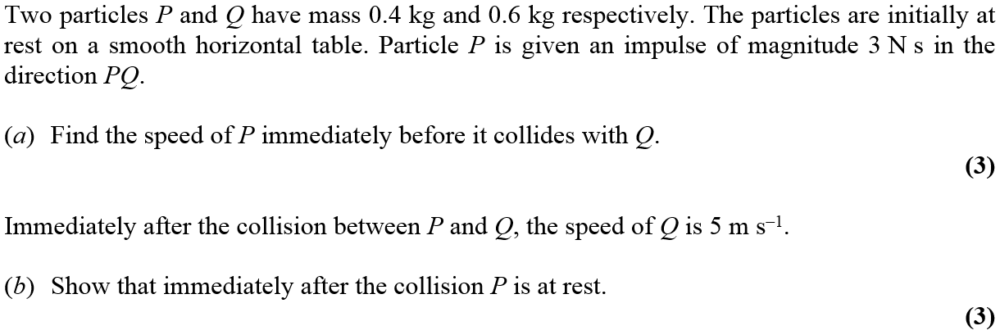 Two particles P and Q have mass 0.4 kg and 0.6 kg respectively. The particles are initially at
rest on a smooth horizontal table. Particle P is given an impulse of magnitude 3 N s in the
direction PQ.
(a) Find the speed of P immediately before it collides with Q.
(3)
Immediately after the collision between P and Q, the speed of Q is 5 m s⁻¹.
(b) Show that immediately after the collision P is at rest.
(3)